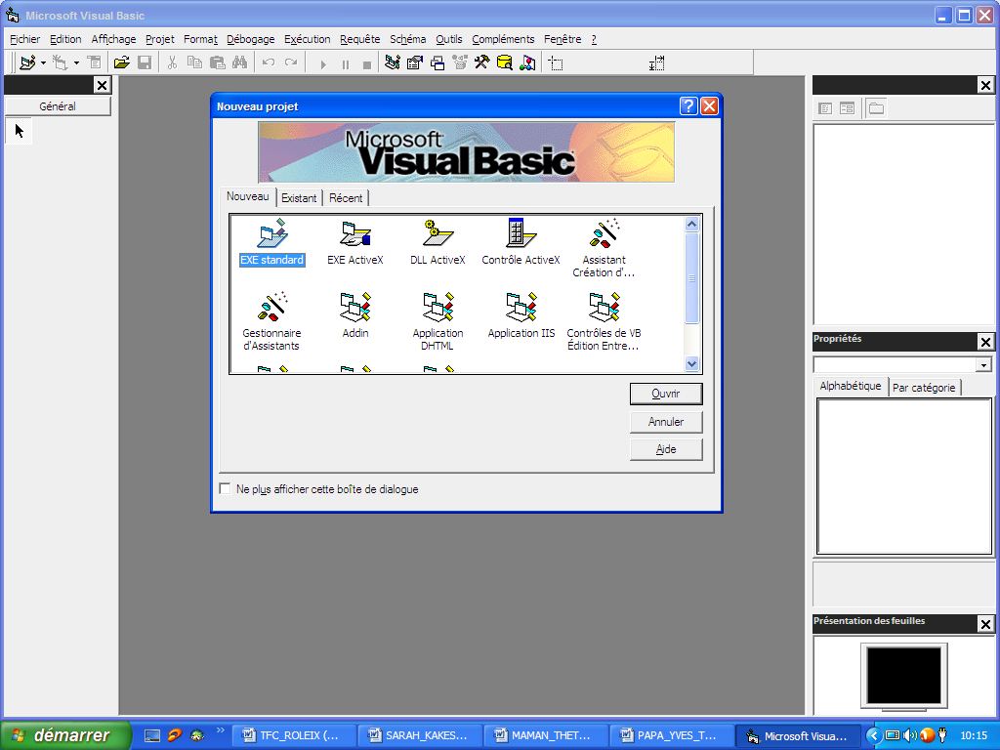 Microsoft Visual Basic
Fichier Edition Affichage Projet Format Débogage Exécution Requête Schéma Outils Compléments Fenêtre ?
Général
Nouveau projet
Microsoft
Visual Basic
Nouveau Existant Récent
EXE standard EXE ActiveX DLL ActiveX Contrôle ActiveX Assistant
Création d'...
Gestionnaire
d'Assistants
Addin
Application
DHTML
Application IIS
Contrôles de VB
Édition Entre...
Ouvrir
Annuler
Aide
Ne plus afficher cette boîte de dialogue
Propriétés
Alphabétique Par catégorie
Présentation des feuilles
démarrer
TFC_ROLEIX (...
SARAH_KAKES...
MAMAN_THET...
PAPA_YVES_T...
Microsoft Visua...
10:15